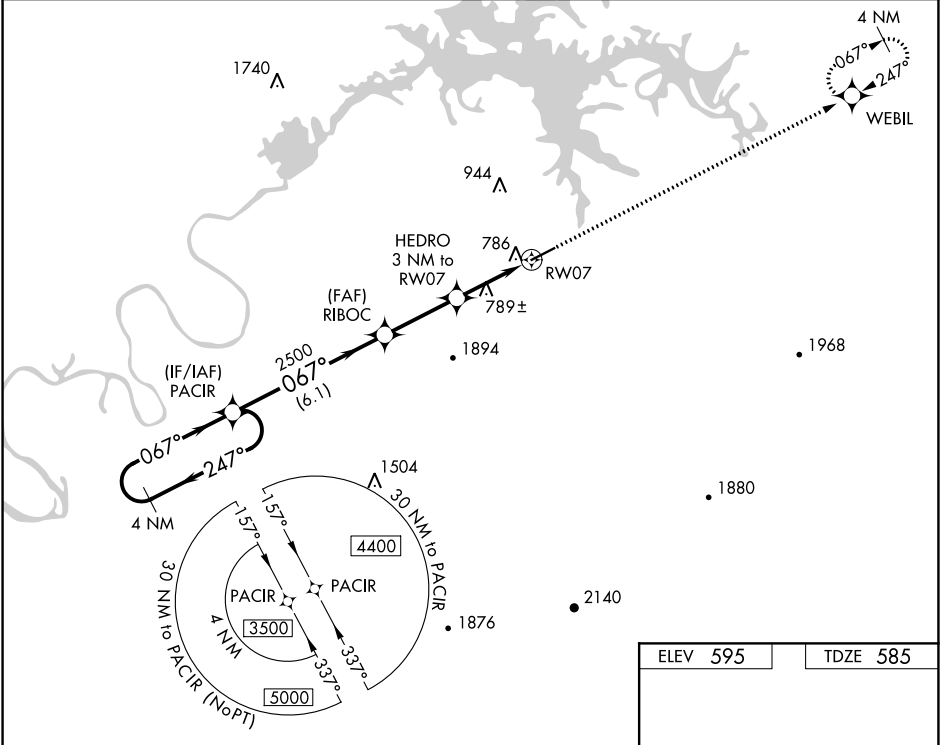 4 NM
067°
247°
WEBIL
1740
944
HEDRO
3 NM to
RW07
786
RW07
789±
(FAF)
RIBOC
1894
1968
2500
067°
(6.1)
(IF/IAF)
PACIR
067°
247°
4 NM
1504
1880
157°
157°
30 NM to PACIR
4400
PACIR
PACIR
3500
4 NM
337°
337°
5000
30 NM to PACIR (NoPT)
2140
1876
ELEV 595
TDZE 585